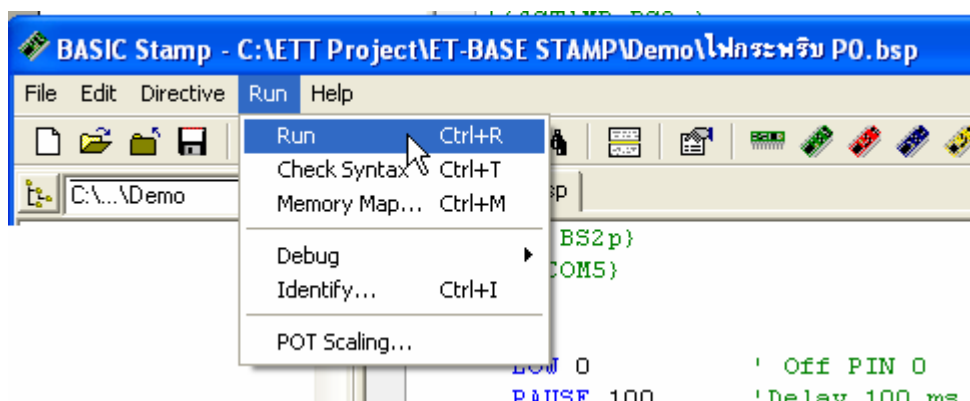 BASIC Stamp - C:\ETT Project\ET-BASE STAMP\Demo\ไฟกระพริบ P0.bsp
File Edit Directive Run Help
Run Ctrl+R
Check Syntax Ctrl+T
C:\...\Demo
Memory Map... Ctrl+M
BS2p}
Debug
COM5}
Identify... Ctrl+I
POT Scaling...
LOW 0 ' Off PIN 0
PAUSE 100 'Delay 100 ms